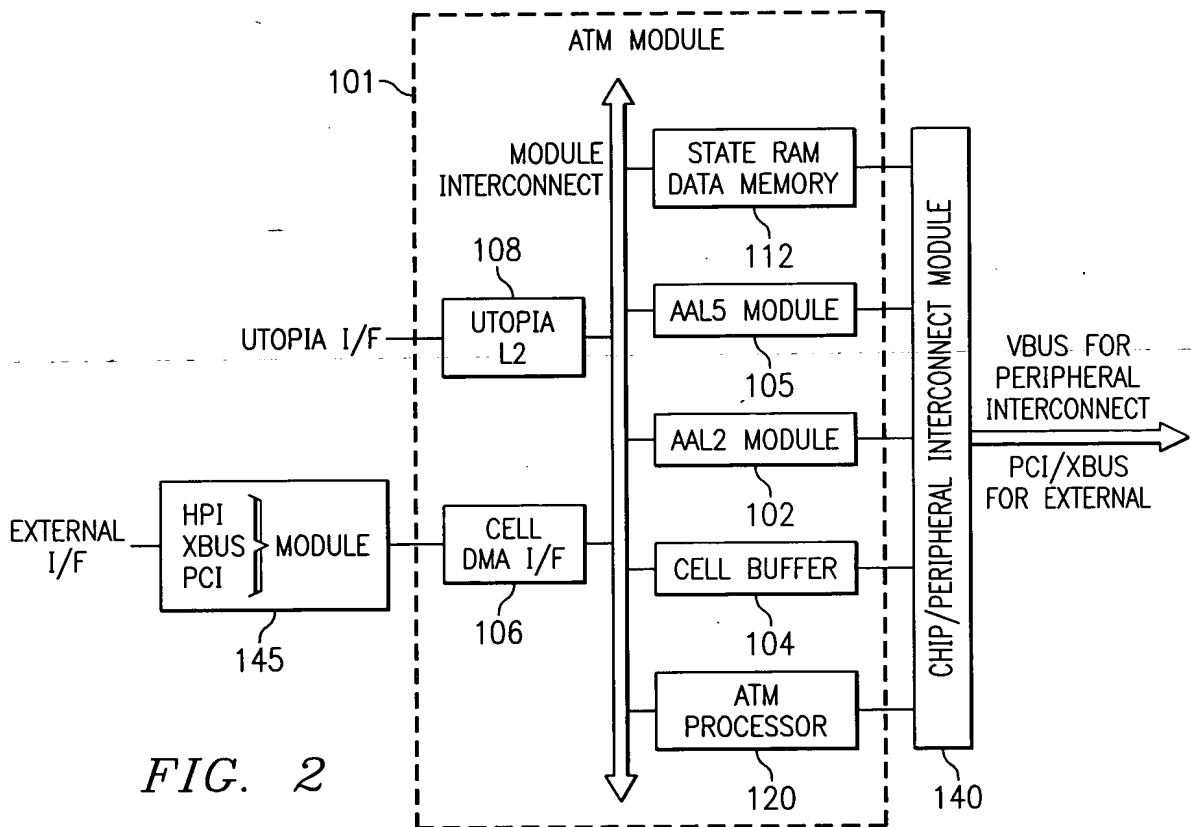 ATM MODULE
101
MODULE
INTERCONNECT
STATE RAM
DATA MEMORY
112
108
UTOPIA I/F
UTOPIA
L2
AAL5 MODULE
105
AAL2 MODULE
102
EXTERNAL
I/F
HPI
XBUS
PCI
MODULE
145
CELL
DMA I/F
106
CELL BUFFER
104
ATM
PROCESSOR
120
CHIP/PERIPHERAL INTERCONNECT MODULE
140
VBUS FOR
PERIPHERAL
INTERCONNECT
PCI/XBUS
FOR EXTERNAL
FIG. 2